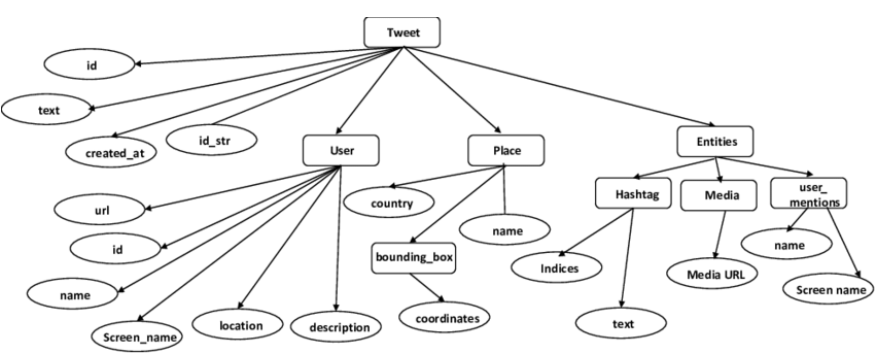 Tweet
id
text
created_at
id_str
User
Place
Entities
url
id
name
Screen_name
location
description
country
bounding_box
name
coordinates
Hashtag
Media
user_
mentions
Indices
text
Media URL
name
Screen name